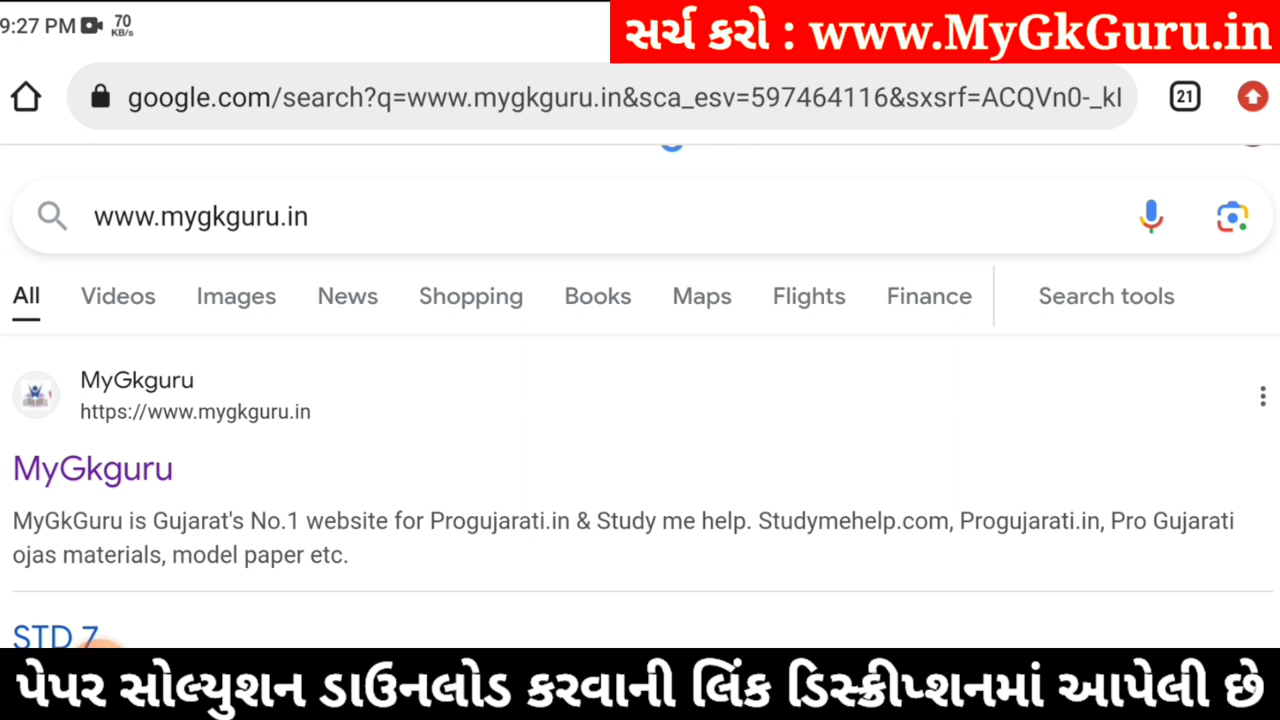 9:27 PM 70 KB/s
સર્ચ કરો : www.MyGkGuru.in
google.com/search?q=www.mygkguru.in&sca_esv=597464116&sxsrf=ACQVn0-_kI
21
www.mygkguru.in
All Videos Images News Shopping Books Maps Flights Finance Search tools
MyGkguru
https://www.mygkguru.in
MyGkguru
MyGkGuru is Gujarat's No.1 website for Progujarati.in & Study me help. Studymehelp.com, Progujarati.in, Pro Gujarati
ojas materials, model paper etc.
STD 7
પેપર સોલ્યુશન ડાઉનલોડ કરવાની લિંક ડિસ્ક્રીપ્શનમાં આપેલી છે